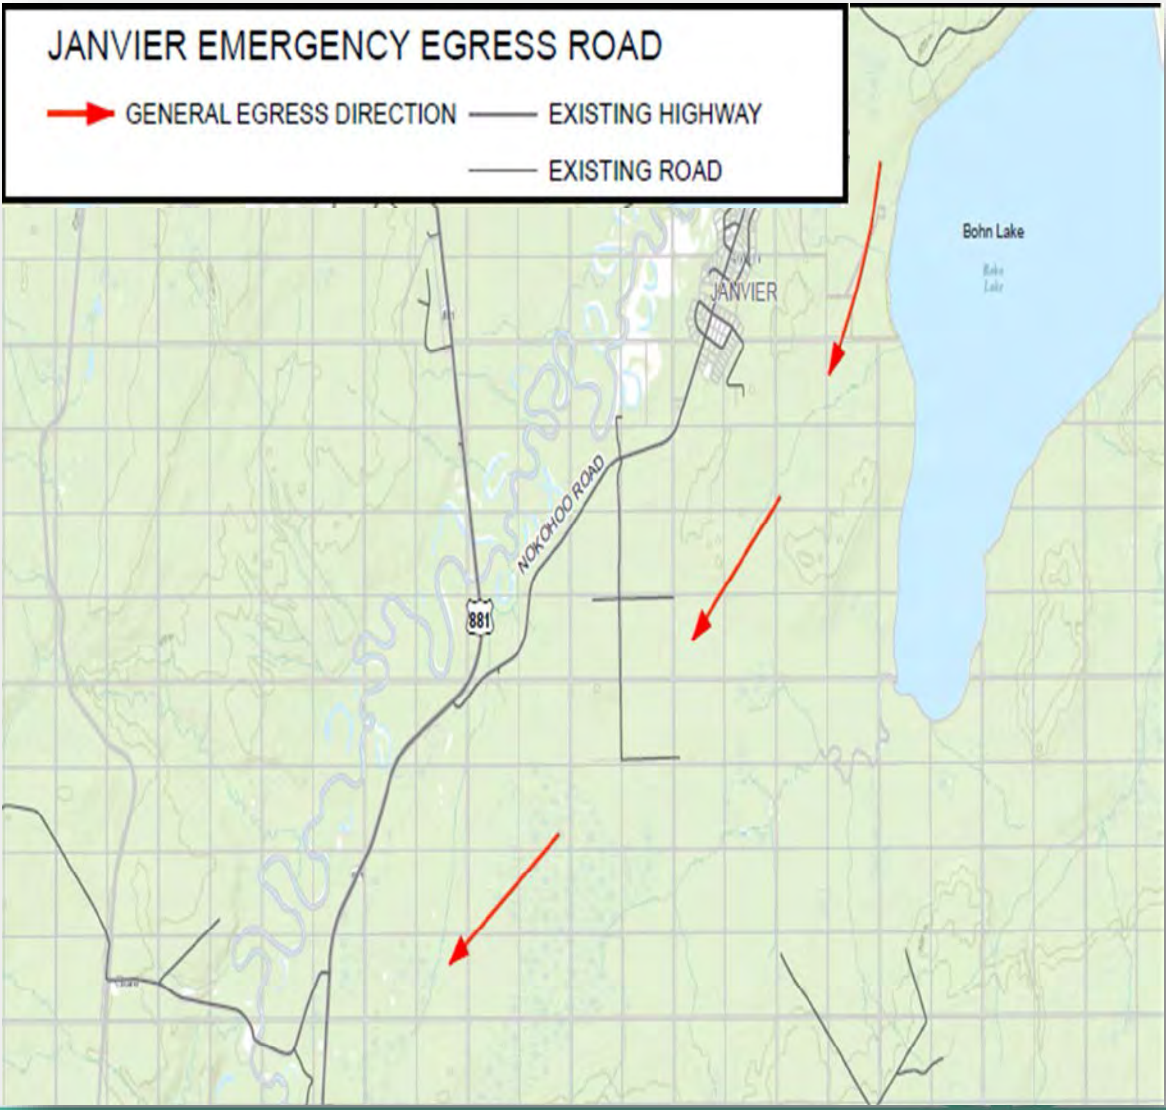 JANVIER EMERGENCY EGRESS ROAD
GENERAL EGRESS DIRECTION
EXISTING HIGHWAY
EXISTING ROAD
Bohn Lake
JANVIER
NOKOHOO ROAD
881